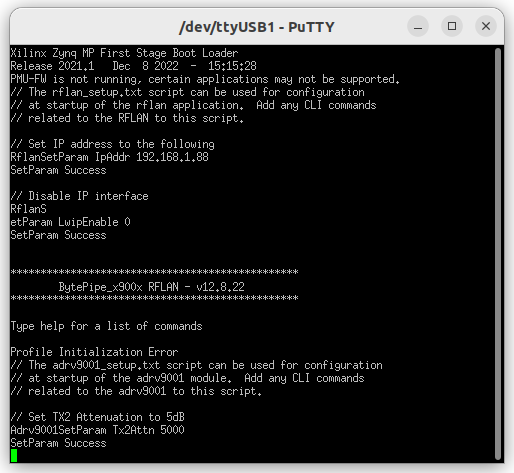 /dev/ttyUSB1 - PuTTY
Xilinx Zynq MP First Stage Boot Loader
Release 2021.1   Dec  8 2022  -  15:15:28
PMU-FW is not running, certain applications may not be supported.
// The rflan_setup.txt script can be used for configuration
// at startup of the rflan application.  Add any CLI commands
// related to the RFLAN to this script.
// Set IP address to the following
RflanSetParam IpAddr 192.168.1.88
SetParam Success
// Disable IP interface
RflanS
etParam LwipEnable 0
SetParam Success
************************************************
BytePipe_x900x RFLAN - v12.8.22
************************************************
Type help for a list of commands
Profile Initialization Error
// The adrv9001_setup.txt script can be used for configuration
// at startup of the adrv9001 module.  Add any CLI commands
// related to the adrv9001 to this script.
// Set TX2 Attenuation to 5dB
Adrv9001SetParam Tx2Attn 5000
SetParam Success